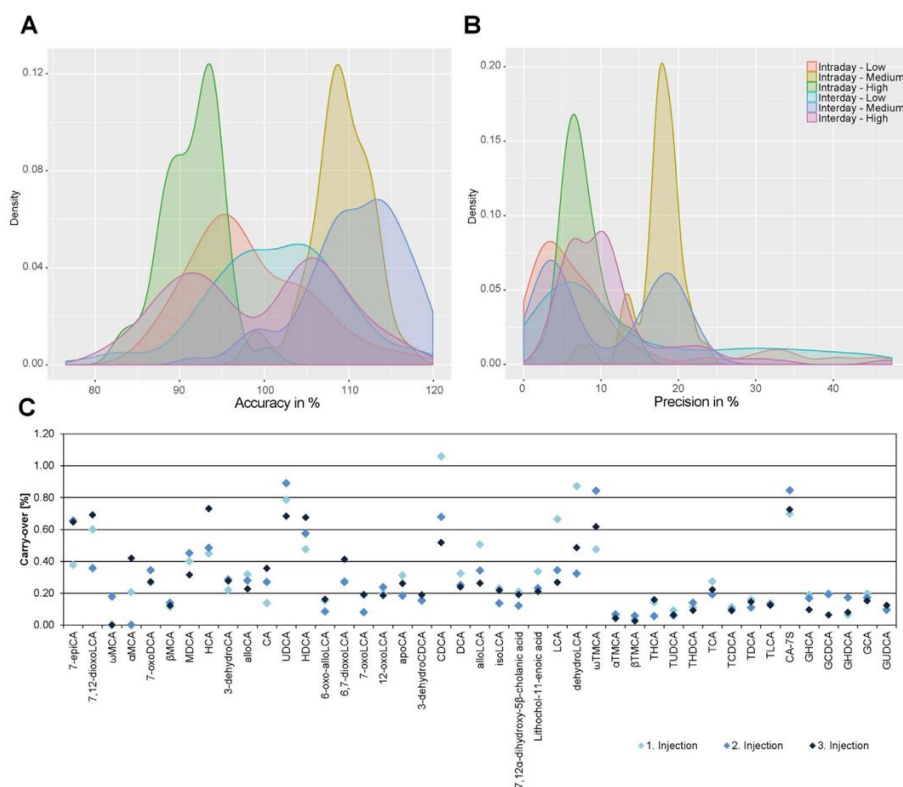 A
B
0.12
0.08
0.04
0.00
Density
80
90
100
110
120
Accuracy in %
0.20
0.15
0.10
0.05
0.00
Density
0
10
20
30
40
Precision in %
Intraday - Low
Intraday - Medium
Intraday - High
Interday - Low
Interday - Medium
Interday - High
C
1.20
1.00
0.80
0.60
0.40
0.20
0.00
Carry-over [%]
7-epiCA
7,12-dioxoLCA
ωMCA
αMCA
7-oxoDCA
βMCA
MDCA
HCA
3-dehydroCA
alloCA
CA
UDCA
HDCA
6-oxo-alloLCA
6,7-dioxoLCA
7-oxoLCA
12-oxoLCA
apoCA
3-dehydroCDCA
CDCA
DCA
alloLCA
isoLCA
7,12α-dihydroxy-5β-cholanic acid
Lithochol-11-enoic acid
LCA
dehydroLCA
ωTMCA
αTMCA
βTMCA
THCA
TUDCA
THDCA
TCA
TCDCA
TDCA
TLCA
CA-7S
GHCA
GCDCA
GHDCA
GCA
GUDCA
1. Injection
2. Injection
3. Injection